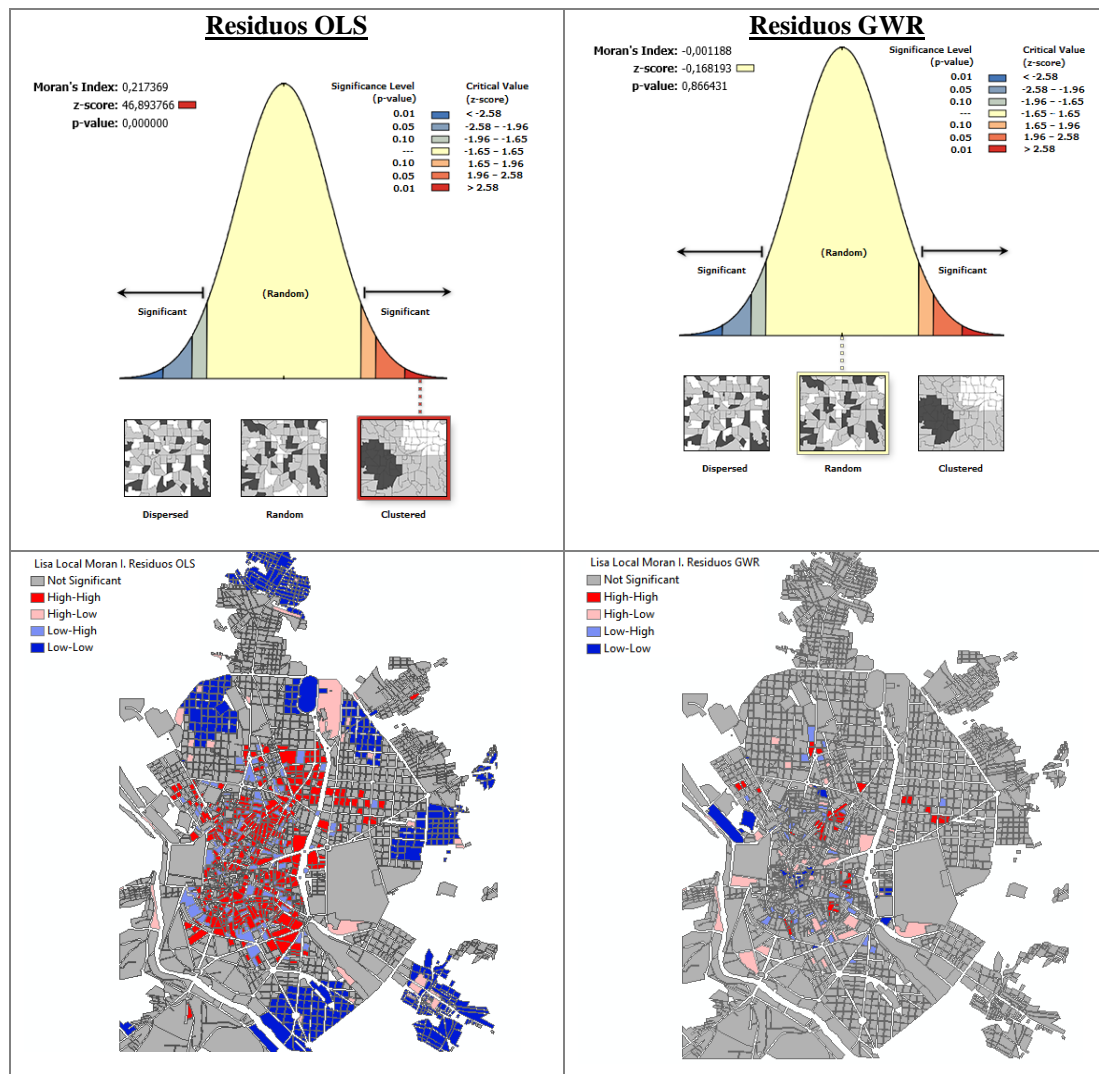 Residuos OLS
Moran's Index: 0,217369
z-score: 46,893766
p-value: 0,000000
Significance Level
(p-value)
Critical Value
(z-score)
0.01 < -2.58
0.05 -2.58 – -1.96
0.10 -1.96 – -1.65
--- -1.65 – 1.65
0.10 1.65 – 1.96
0.05 1.96 – 2.58
0.01 > 2.58
Significant
(Random)
Significant
Dispersed
Random
Clustered
Residuos GWR
Moran's Index: -0,001188
z-score: -0,168193
p-value: 0,866431
Significance Level
(p-value)
Critical Value
(z-score)
0.01 < -2.58
0.05 -2.58 – -1.96
0.10 -1.96 – -1.65
--- -1.65 – 1.65
0.10 1.65 – 1.96
0.05 1.96 – 2.58
0.01 > 2.58
Significant
(Random)
Significant
Dispersed
Random
Clustered
Lisa Local Moran I. Residuos OLS
Not Significant
High-High
High-Low
Low-High
Low-Low
Lisa Local Moran I. Residuos GWR
Not Significant
High-High
High-Low
Low-High
Low-Low